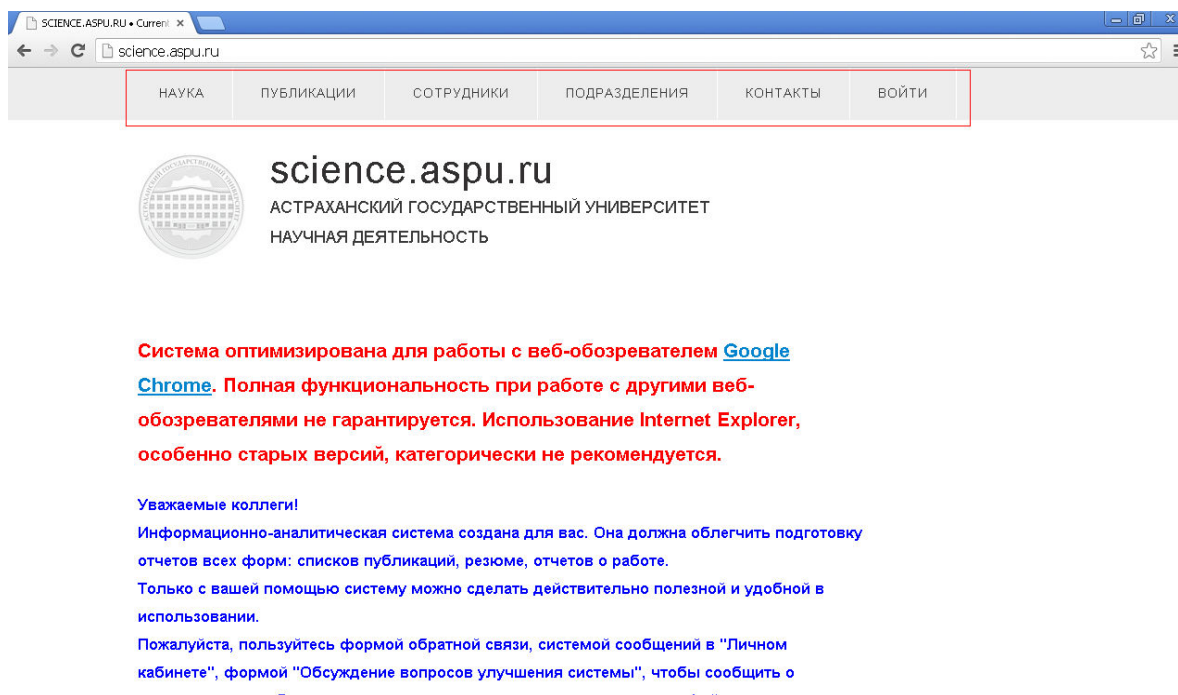 SCIENCE.ASPU.RU • Current
science.aspu.ru
НАУКА ПУБЛИКАЦИИ СОТРУДНИКИ ПОДРАЗДЕЛЕНИЯ КОНТАКТЫ ВОЙТИ
science.aspu.ru
АСТРАХАНСКИЙ ГОСУДАРСТВЕННЫЙ УНИВЕРСИТЕТ
НАУЧНАЯ ДЕЯТЕЛЬНОСТЬ
Система оптимизирована для работы с веб-обозревателем Google
Chrome. Полная функциональность при работе с другими веб-
обозревателями не гарантируется. Использование Internet Explorer,
особенно старых версий, категорически не рекомендуется.
Уважаемые коллеги!
Информационно-аналитическая система создана для вас. Она должна облегчить подготовку
отчетов всех форм: списков публикаций, резюме, отчетов о работе.
Только с вашей помощью систему можно сделать действительно полезной и удобной в
использовании.
Пожалуйста, пользуйтесь формой обратной связи, системой сообщений в "Личном
кабинете", формой "Обсуждение вопросов улучшения системы", чтобы сообщить о